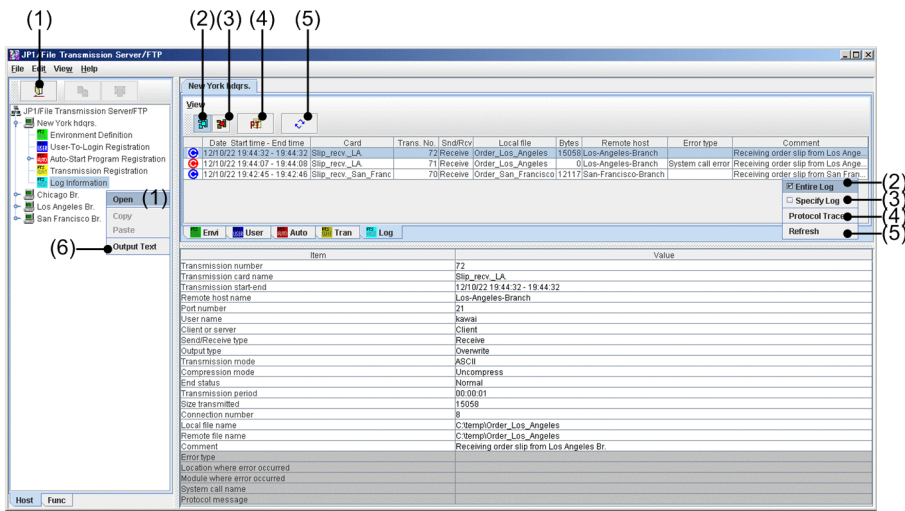 (1) (2)(3) (4) (5)
JP1/File Transmission Server/FTP
File Edit View Help
JP1/File Transmission Server/FTP
New York hdqrs.
Environment Definition
User-To-Login Registration
Auto-Start Program Registration
Transmission Registration
Log Information
Chicago Br.
Los Angeles Br.
San Francisco Br.
Open (1)
Copy
Paste
(6) Output Text
Host Func
New York hdqrs.
View
Date Start time - End time Card Trans. No. Snd/Rcv Local file Bytes Remote host Error type Comment
12/10/22 19:44:32 - 19:44:32 Slip_recv._LA 72 Receive Order_Los_Angeles 15058 Los-Angeles-Branch Receiving order slip from Los Ange...
12/10/22 19:44:07 - 19:44:08 Slip_recv._LA 71 Receive Order_Los_Angeles 0 Los-Angeles-Branch System call error Receiving order slip from Los Ange...
12/10/22 19:42:45 - 19:42:46 Slip_recv._San_Franc 70 Receive Order_San_Francisco 12117 San-Francisco-Branch Receiving order slip from San Fran...
Entire Log (2)
Specify Log (3)
Protocol Trace (4)
Refresh (5)
Envi User Auto Tran Log
Item Value
Transmission number 72
Transmission card name Slip_recv._LA.
Transmission start-end 12/10/22 19:44:32 - 19:44:32
Remote host name Los-Angeles-Branch
Port number 21
User name kawai
Client or server Client
Send/Receive type Receive
Output type Overwrite
Transmission mode ASCII
Compression mode Uncompress
End status Normal
Transmission period 00:00:01
Size transmitted 15058
Connection number 8
Local file name C:\temp\Order_Los_Angeles
Remote file name C:\temp\Order_Los_Angeles
Comment Receiving order slip from Los Angeles Br.
Error type
Location where error occurred
Module where error occurred
System call name
Protocol message